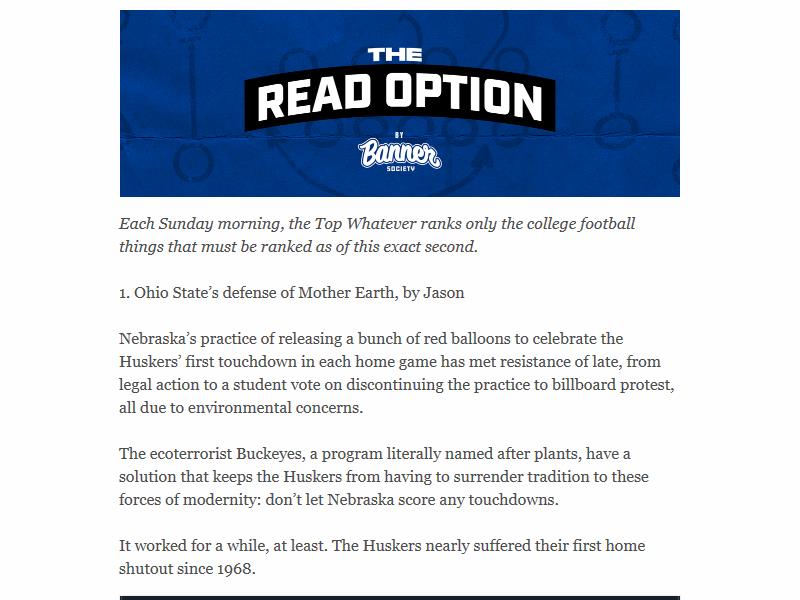 THE
READ OPTION
BY
Banner
SOCIETY
Each Sunday morning, the Top Whatever ranks only the college football
things that must be ranked as of this exact second.
1. Ohio State’s defense of Mother Earth, by Jason
Nebraska’s practice of releasing a bunch of red balloons to celebrate the
Huskers’ first touchdown in each home game has met resistance of late, from
legal action to a student vote on discontinuing the practice to billboard protest,
all due to environmental concerns.
The ecoterrorist Buckeyes, a program literally named after plants, have a
solution that keeps the Huskers from having to surrender tradition to these
forces of modernity: don’t let Nebraska score any touchdowns.
It worked for a while, at least. The Huskers nearly suffered their first home
shutout since 1968.